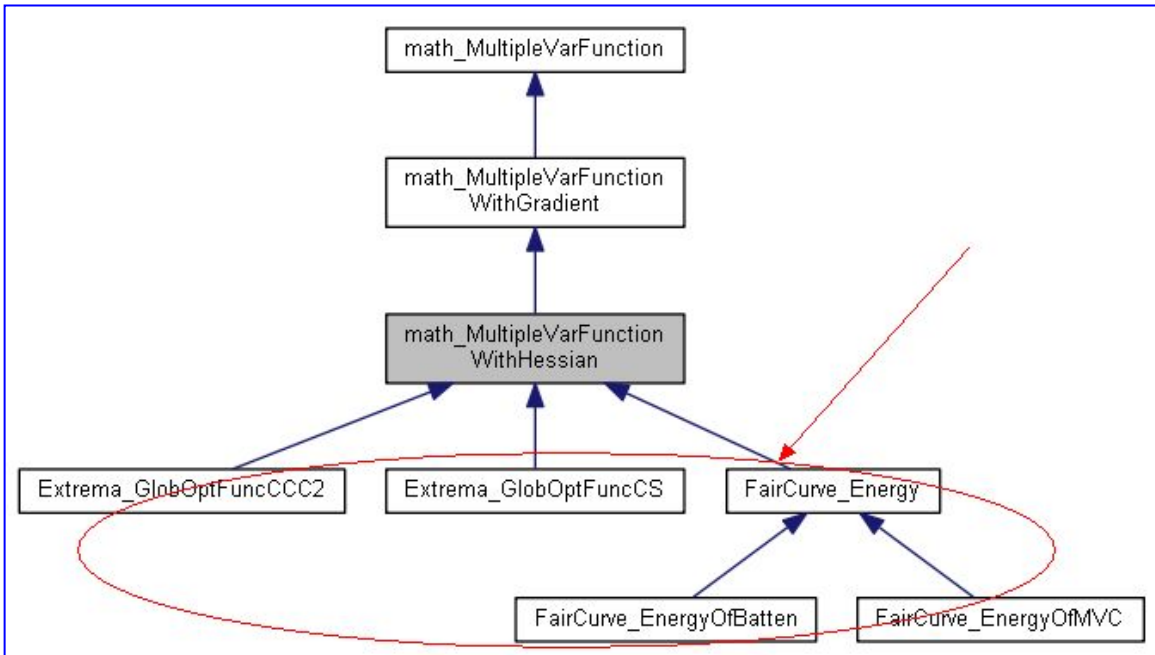 math_MultipleVarFunction
math_MultipleVarFunction
WithGradient
math_MultipleVarFunction
WithHessian
Extrema_GlobOptFuncCCC2
Extrema_GlobOptFuncCS
FairCurve_Energy
FairCurve_EnergyOfBatten
FairCurve_EnergyOfMVC